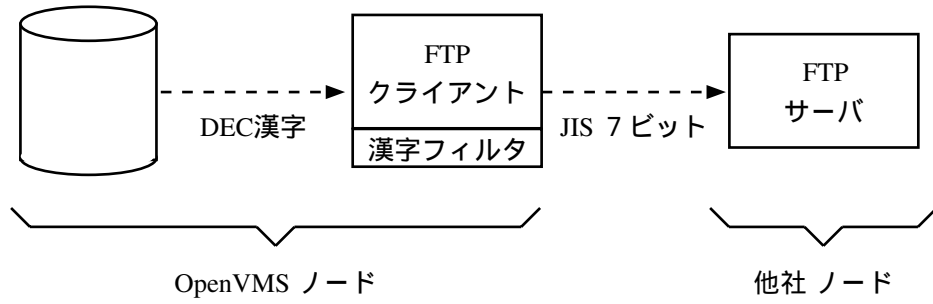 FTP
クライアント
漢字フィルタ
DEC漢字
JIS 7 ビット
FTP
サーバ
OpenVMS ノード
他社 ノード